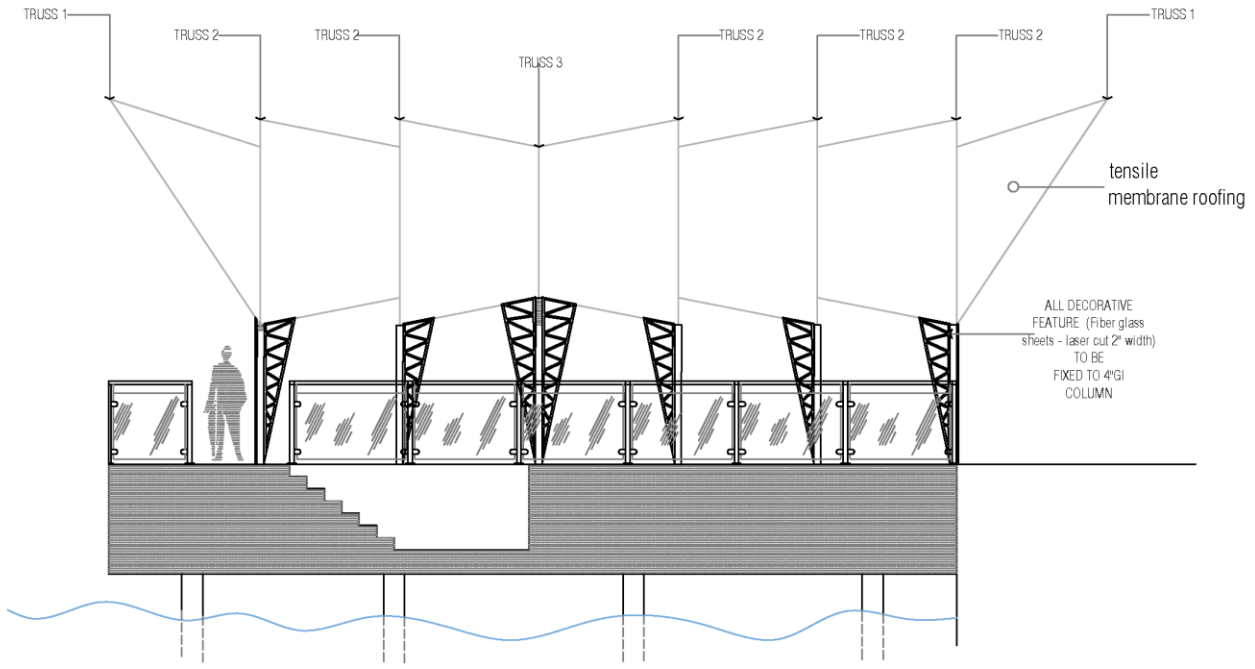 TRUSS 1
TRUSS 2
TRUSS 2
TRUSS 3
TRUSS 2
TRUSS 2
TRUSS 2
TRUSS 1
tensile
membrane roofing
ALL DECORATIVE
FEATURE (Fiber glass
sheets - laser cut 2" width)
TO BE
FIXED TO 4"GI
COLUMN